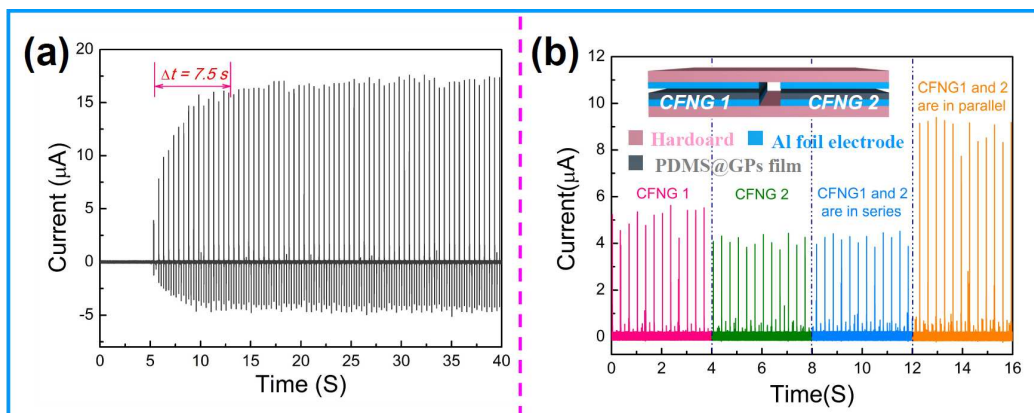 (a)
20
15
10
5
0
-5
Δt = 7.5 s
Current (μA)
0 5 10 15 20 25 30 35 40
Time (S)
(b)
12
10
8
6
4
2
0
Current(μA)
CFNG 1 CFNG 2
Hardoard Al foil electrode
PDMS@GPs film
CFNG 1
CFNG 2
CFNG1 and 2
are in series
CFNG1 and 2
are in parallel
0 2 4 6 8 10 12 14 16
Time(S)